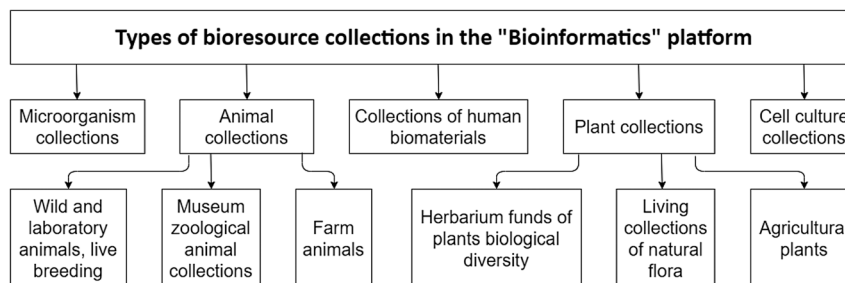 Types of bioresource collections in the "Bioinformatics" platform
Microorganism
collections
Animal
collections
Collections of human
biomaterials
Plant collections
Cell culture
collections
Wild and
laboratory
animals, live
breeding
Museum
zoological
animal
collections
Farm
animals
Herbarium funds of
plants biological
diversity
Living
collections
of natural
flora
Agricultural
plants